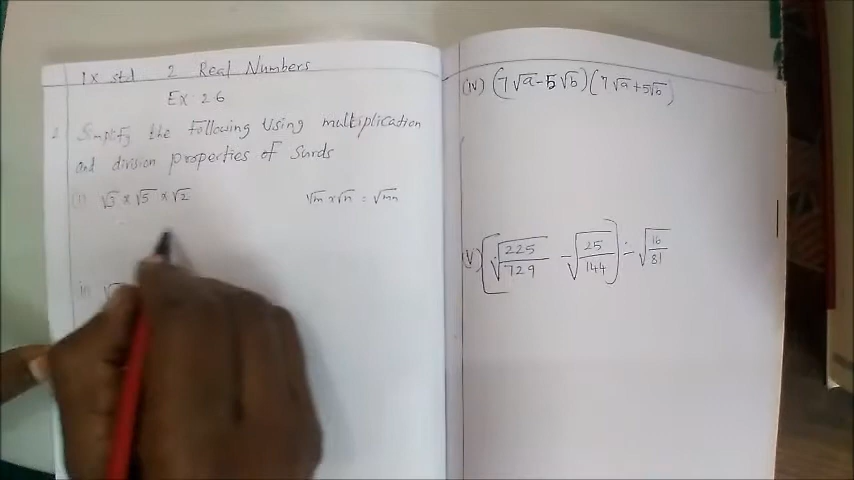 IX std 2 Real Numbers
Ex 2.6
Simplify the following using multiplication
and division properties of Surds
(i) √3 × √5 × √2 √m × √n = √mn
(iv) (7√a - 5√b)(7√a + 5√b)
(v) [√225/729 - √25/144] ÷ √16/81